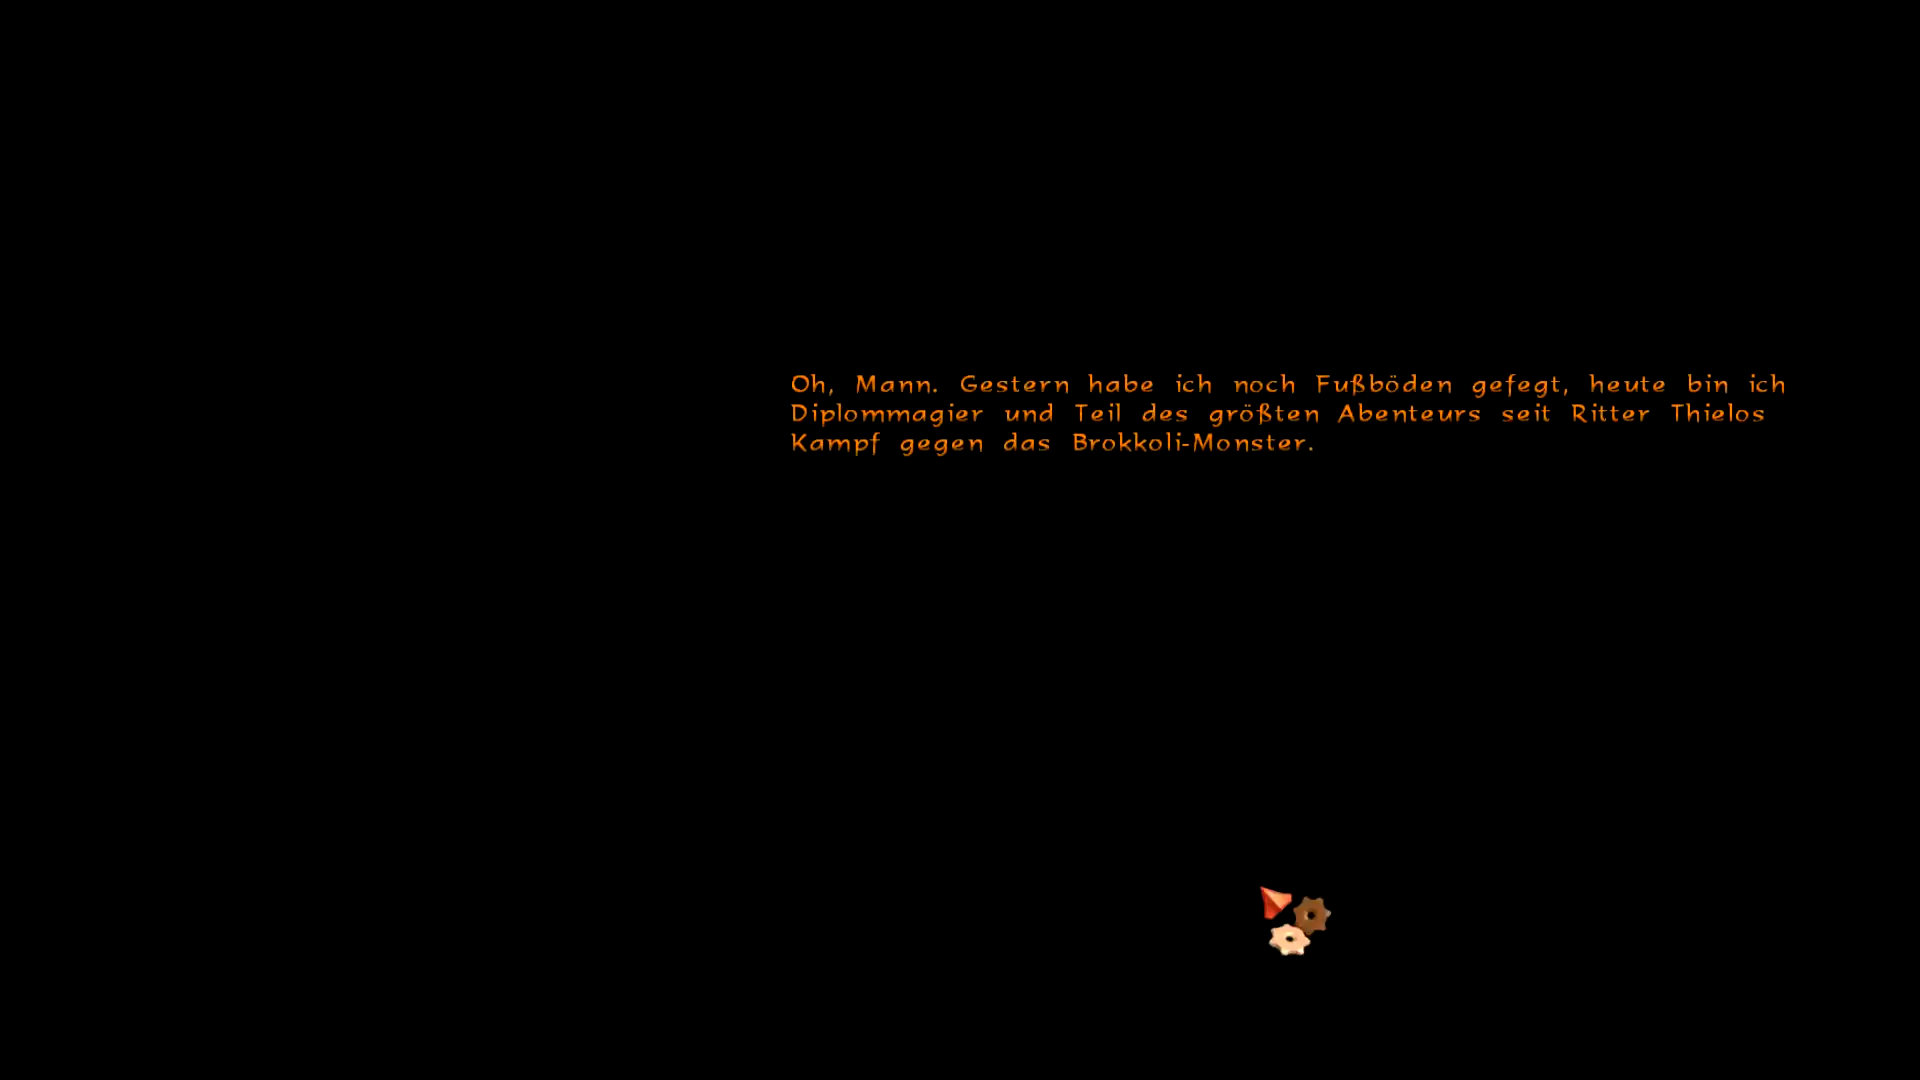 Oh, Mann. Gestern habe ich noch Fußböden gefegt, heute bin ich
Diplommagier und Teil des größten Abenteurs seit Ritter Thielos
Kampf gegen das Brokkoli-Monster.